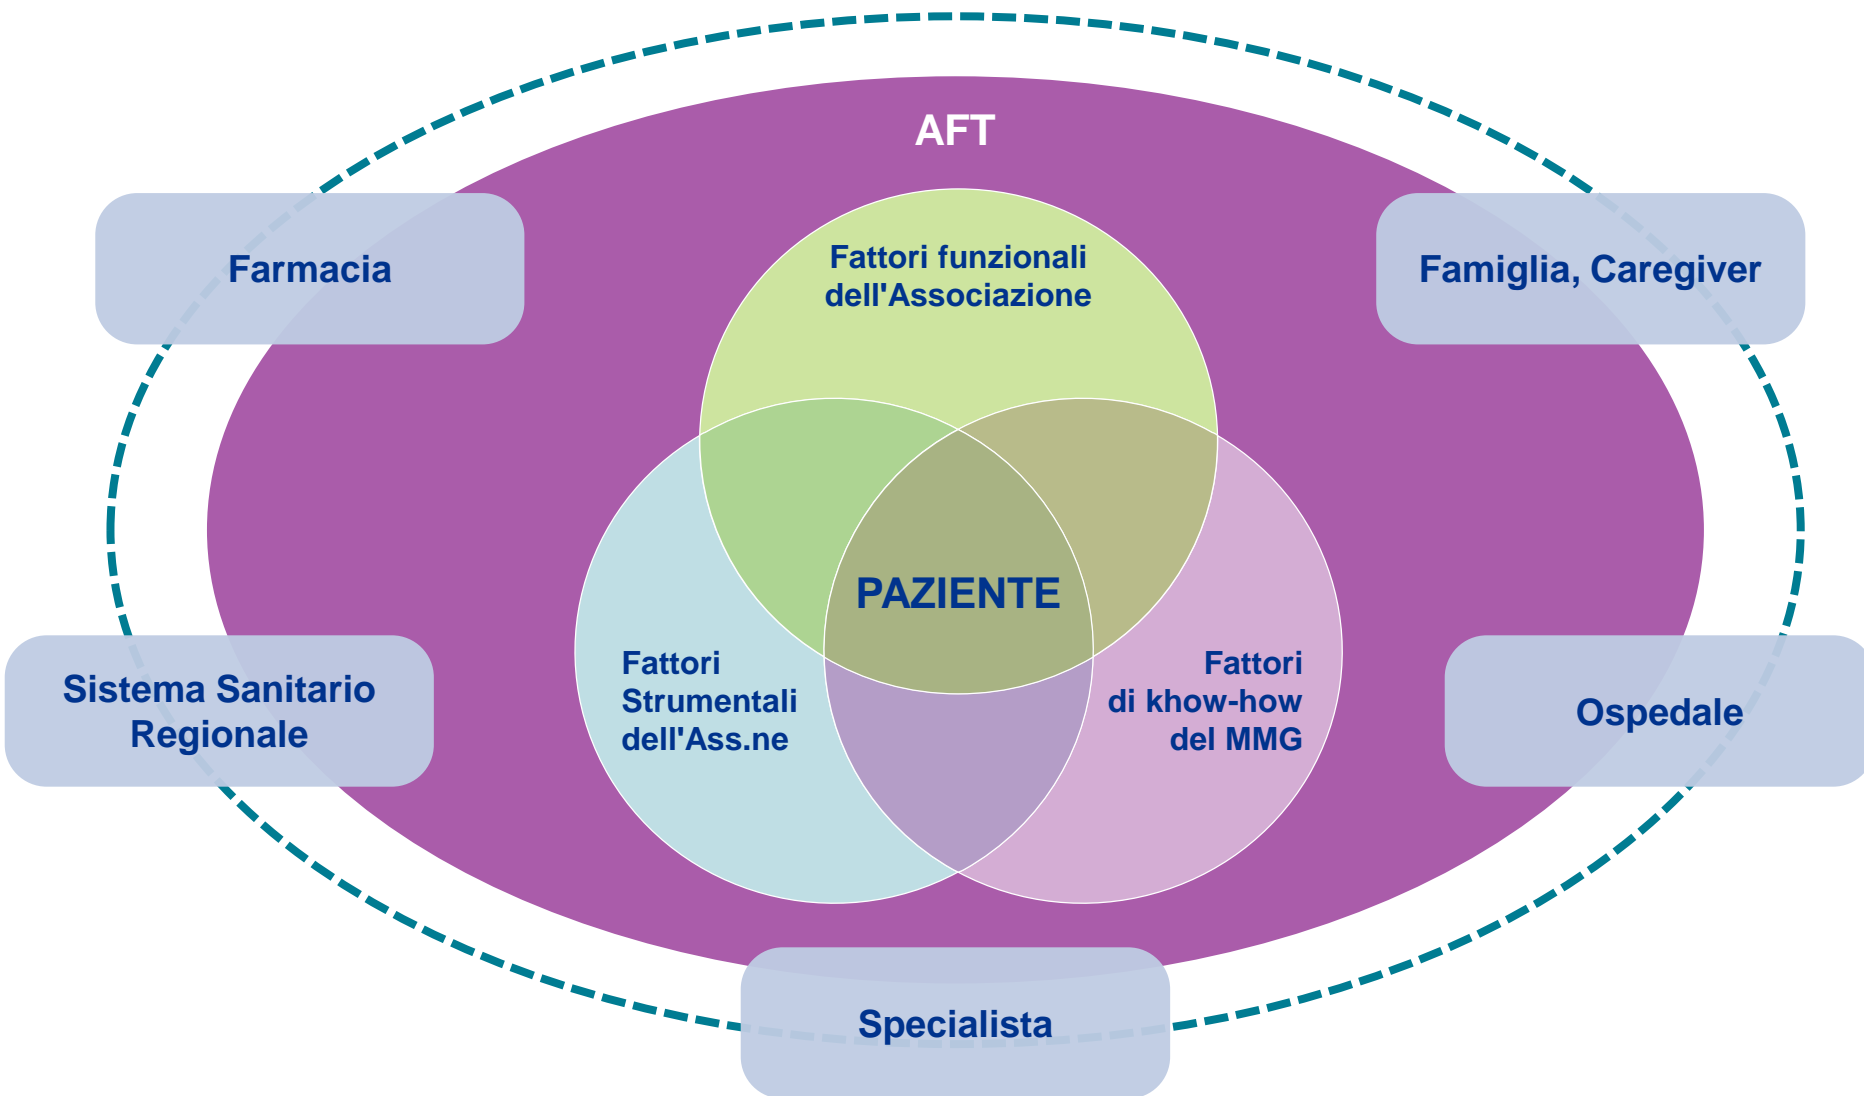 AFT
Fattori funzionali
dell'Associazione
Farmacia
Famiglia, Caregiver
PAZIENTE
Fattori
Strumentali
dell'Ass.ne
Fattori
di khow-how
del MMG
Sistema Sanitario
Regionale
Ospedale
Specialista